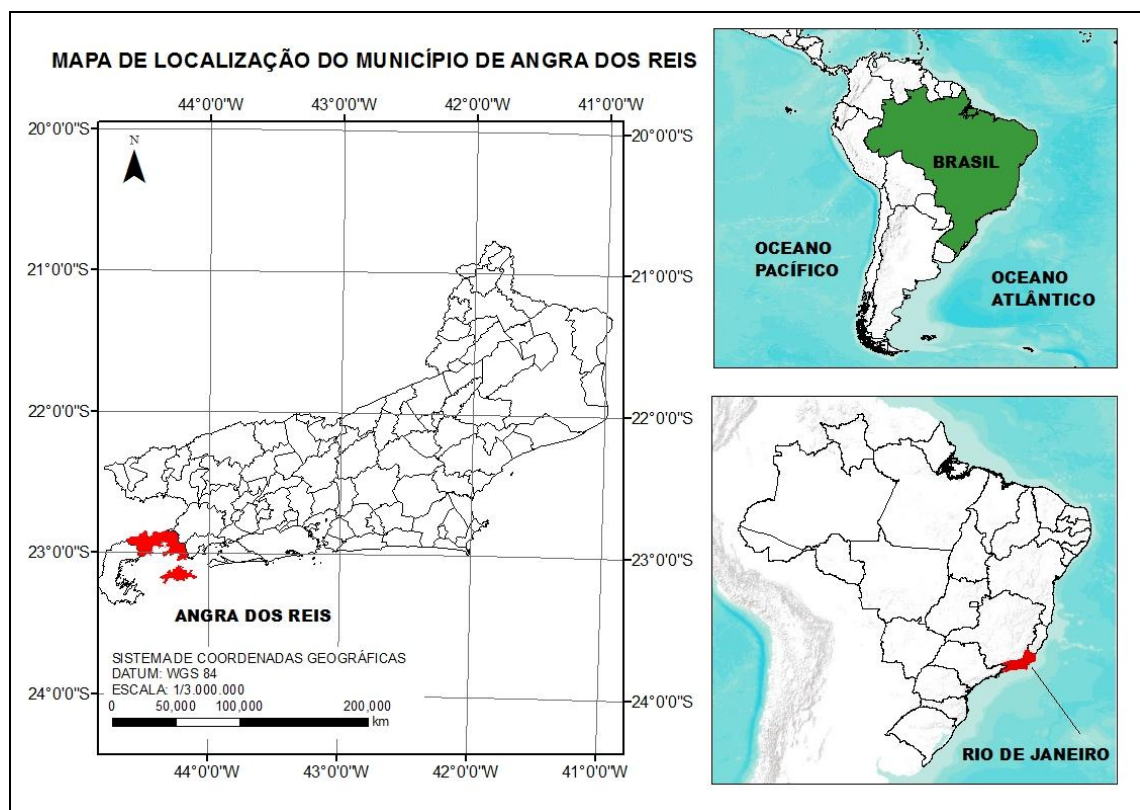 MAPA DE LOCALIZAÇÃO DO MUNICÍPIO DE ANGRA DOS REIS
44°0'0"W 43°0'0"W 42°0'0"W 41°0'0"W
20°0'0"S
20°0'0"S
N
21°0'0"S
21°0'0"S
22°0'0"S
22°0'0"S
23°0'0"S
23°0'0"S
ANGRA DOS REIS
SISTEMA DE COORDENADAS GEOGRÁFICAS
DATUM: WGS 84
ESCALA: 1/3.000.000
0 50,000 100,000 200,000
km
24°0'0"S
24°0'0"S
44°0'0"W 43°0'0"W 42°0'0"W 41°0'0"W
BRASIL
OCEANO
PACÍFICO
OCEANO
ATLÂNTICO
RIO DE JANEIRO